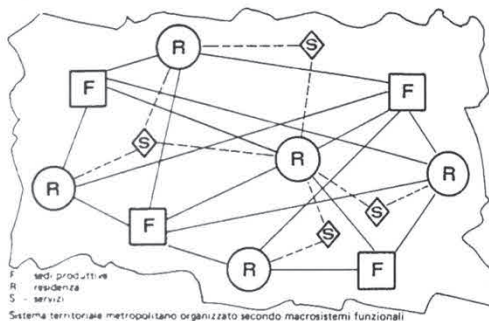 R
S
F
F
S
R
R
R
F
S
S
R
F
F - sedi produttive
R - residenza
S - servizi
Sistema territoriale metropolitano organizzato secondo macrosistemi funzionali